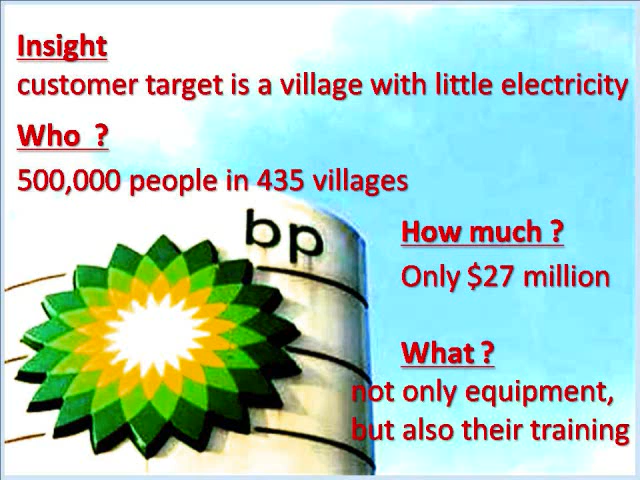 Insight
customer target is a village with little electricity
Who ?
500,000 people in 435 villages
bp
How much ?
Only $27 million
What ?
not only equipment,
but also their training